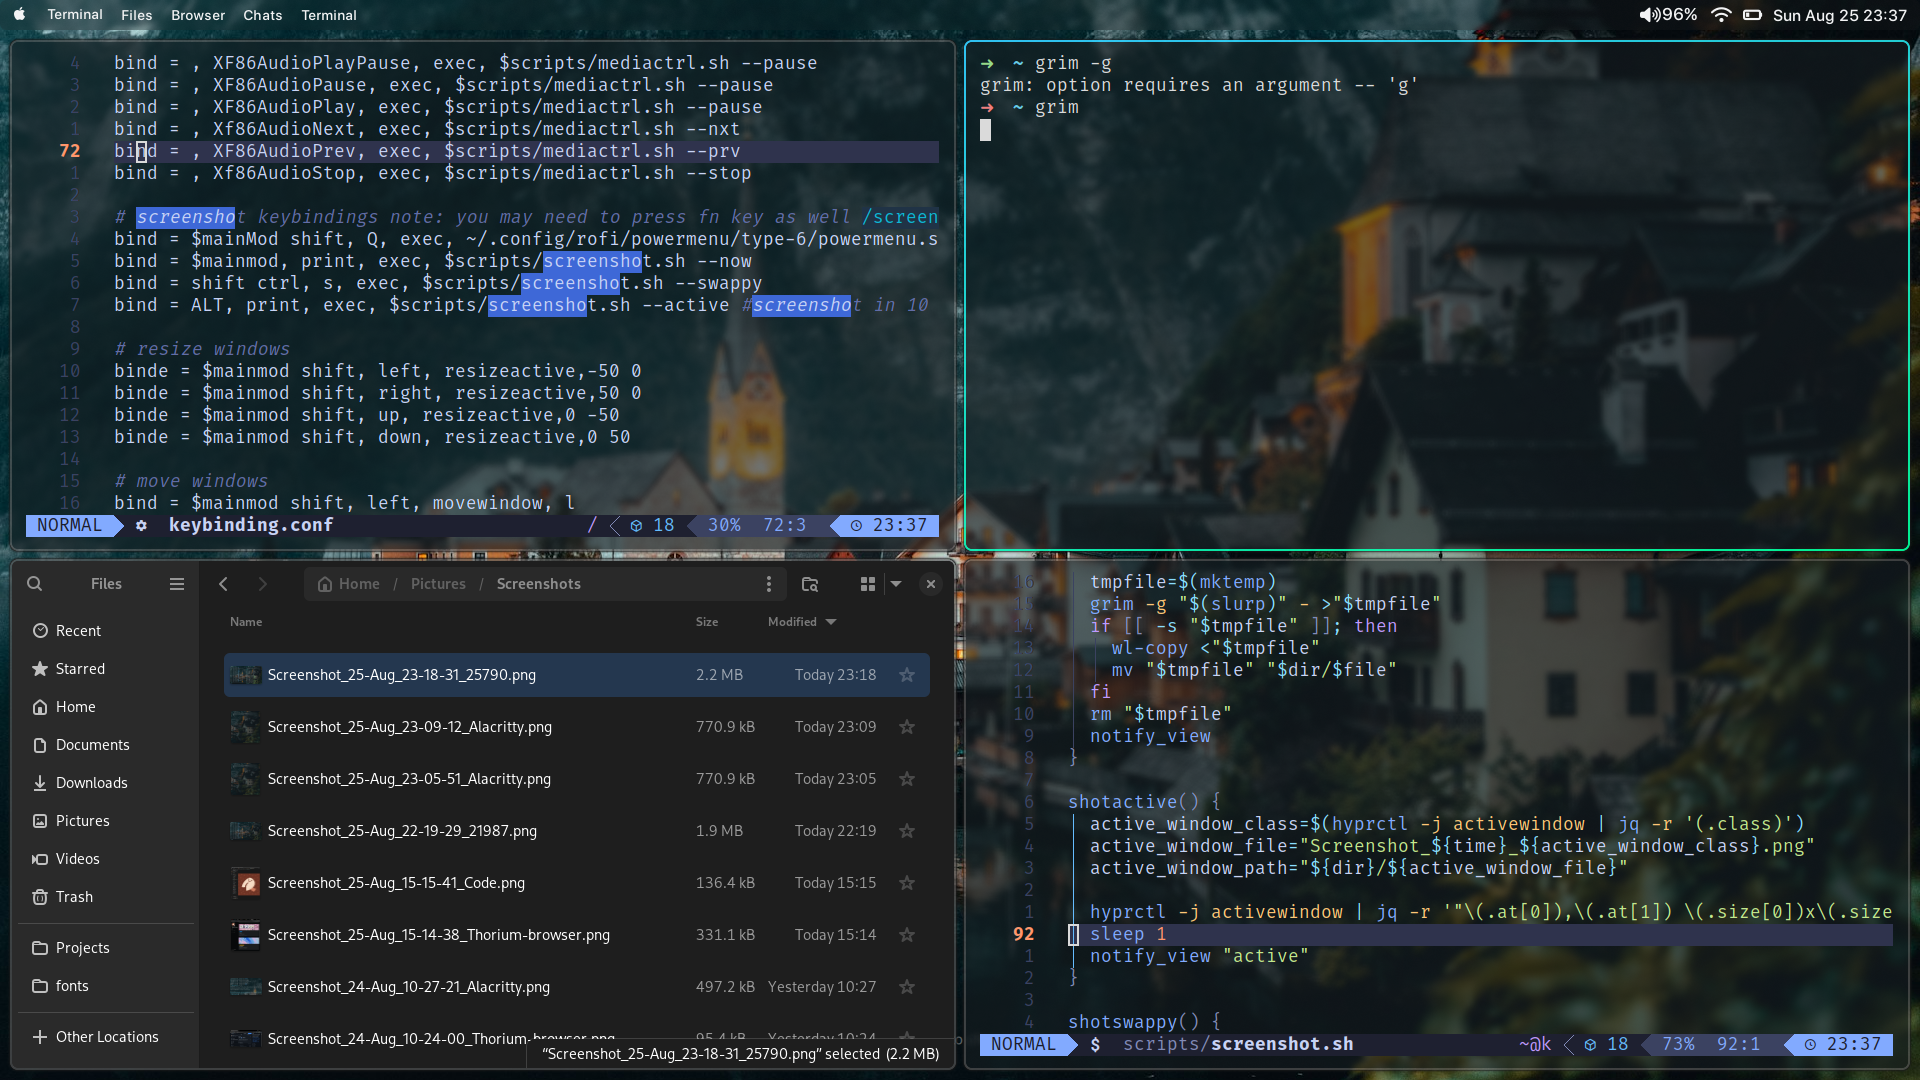 Terminal Files Browser Chats Terminal
96% Sun Aug 25 23:37
4 bind = , XF86AudioPlayPause, exec, $scripts/mediactrl.sh --pause
3 bind = , XF86AudioPause, exec, $scripts/mediactrl.sh --pause
2 bind = , XF86AudioPlay, exec, $scripts/mediactrl.sh --pause
1 bind = , Xf86AudioNext, exec, $scripts/mediactrl.sh --nxt
72 bind = , XF86AudioPrev, exec, $scripts/mediactrl.sh --prv
1 bind = , Xf86AudioStop, exec, $scripts/mediactrl.sh --stop
2
3 # screenshot keybindings note: you may need to press fn key as well /screen
4 bind = $mainMod shift, Q, exec, ~/.config/rofi/powermenu/type-6/powermenu.s
5 bind = $mainmod, print, exec, $scripts/screenshot.sh --now
6 bind = shift ctrl, s, exec, $scripts/screenshot.sh --swappy
7 bind = ALT, print, exec, $scripts/screenshot.sh --active #screenshot in 10
8
9 # resize windows
10 binde = $mainmod shift, left, resizeactive,-50 0
11 binde = $mainmod shift, right, resizeactive,50 0
12 binde = $mainmod shift, up, resizeactive,0 -50
13 binde = $mainmod shift, down, resizeactive,0 50
14
15 # move windows
16 bind = $mainmod shift, left, movewindow, l
NORMAL keybinding.conf / 18 30% 72:3 23:37
→ ~ grim -g
grim: option requires an argument -- 'g'
→ ~ grim
Files
Recent
Starred
Home
Documents
Downloads
Pictures
Videos
Trash
Projects
fonts
Other Locations
Home / Pictures / Screenshots
Name Size Modified
Screenshot_25-Aug_23-18-31_25790.png 2.2 MB Today 23:18
Screenshot_25-Aug_23-09-12_Alacritty.png 770.9 kB Today 23:09
Screenshot_25-Aug_23-05-51_Alacritty.png 770.9 kB Today 23:05
Screenshot_25-Aug_22-19-29_21987.png 1.9 MB Today 22:19
Screenshot_25-Aug_15-15-41_Code.png 136.4 kB Today 15:15
Screenshot_25-Aug_15-14-38_Thorium-browser.png 331.1 kB Today 15:14
Screenshot_24-Aug_10-27-21_Alacritty.png 497.2 kB Yesterday 10:27
Screenshot_24-Aug_10-24-00_Thorium-browser.png 95.4 kB Yesterday 10:24
“Screenshot_25-Aug_23-18-31_25790.png” selected (2.2 MB)
16 tmpfile=$(mktemp)
15 grim -g "$(slurp)" - >"$tmpfile"
14 if [[ -s "$tmpfile" ]]; then
13 wl-copy <"$tmpfile"
12 mv "$tmpfile" "$dir/$file"
11 fi
10 rm "$tmpfile"
9 notify_view
8 }
7
6 shotactive() {
5 active_window_class=$(hyprctl -j activewindow | jq -r '(.class)')
4 active_window_file="Screenshot_${time}_${active_window_class}.png"
3 active_window_path="${dir}/${active_window_file}"
2
1 hyprctl -j activewindow | jq -r '"\(.at[0]),\(.at[1]) \(.size[0])x\(.size
92 sleep 1
1 notify_view "active"
2 }
3
4 shotswappy() {
NORMAL $ scripts/screenshot.sh ~@k 18 73% 92:1 23:37